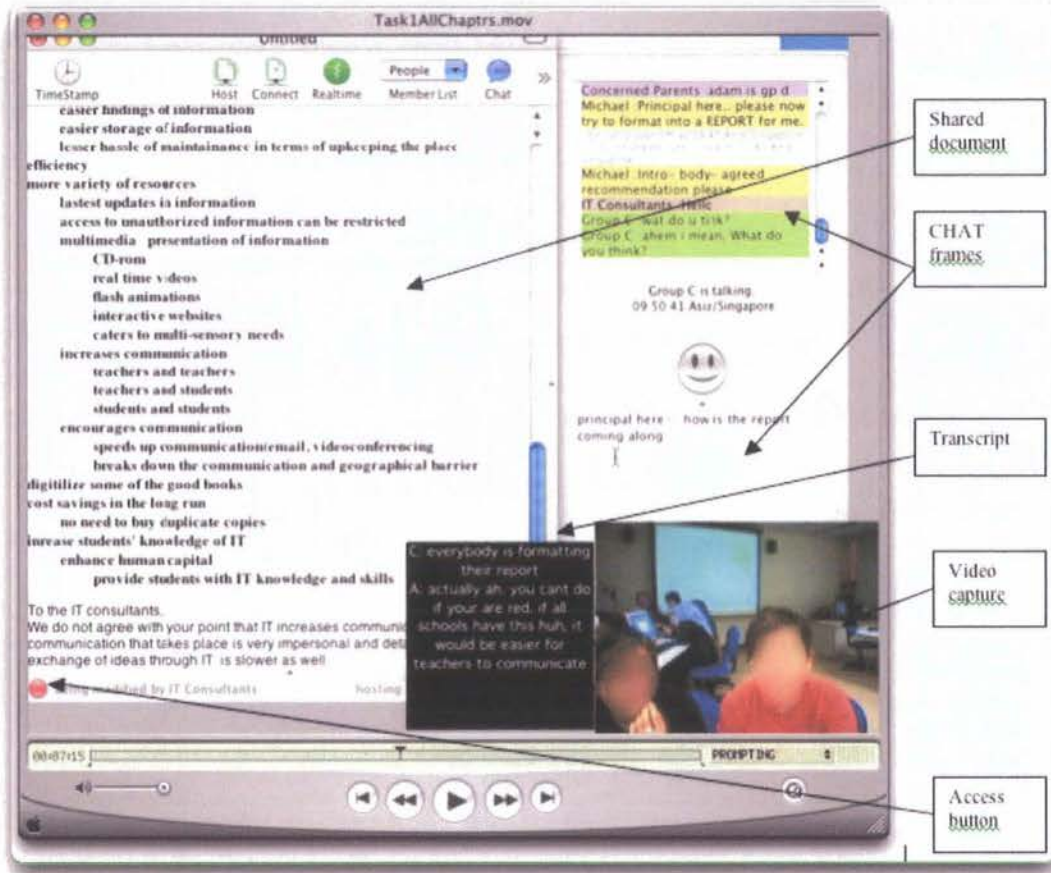 Task1AllChaptrs.mov
Untitled
TimeStamp
Host
Connect
Realtime
People
Member List
Chat
easier findings of information
easier storage of information
lesser hassle of maintainance in terms of upkeeping the place
efficiency
more variety of resources
lastest updates in information
access to unauthorized information can be restricted
multimedia presentation of information
CD-rom
real time videos
flash animations
interactive websites
caters to multi-sensory needs
increases communication
teachers and teachers
teachers and students
students and students
encourages communication
speeds up communication(email, videoconferencing
breaks down the communication and geographical barrier
digitilize some of the good books
cost savings in the long run
no need to buy duplicate copies
inrease students' knowledge of IT
enhance human capital
provide students with IT knowledge and skills
To the IT consultants.
We do not agree with your point that IT increases
communication that takes place is very impersonal and
exchange of ideas through IT is slower as well
modified by IT Consultants
hosting
Concerned Parents adam is gp d
Michael Principal here.. please now
try to format into a REPORT for me.
Michael Intro- body- agreed
recommendation please
IT Consultants Hello
Group C wat do u tink?
Group C ahem i mean. What do
you think?
Group C is talking.
09 50 41 Asia/Singapore
principal here - how is the report
coming along
C: everybody is formatting
their report
A: actually ah, you cant do
if your are red, if all
schools have this huh, it
would be easier for
teachers to communicate
00:07:15
PROMPTING
Shared
document
CHAT
frames
Transcript
Video
capture
Access
button